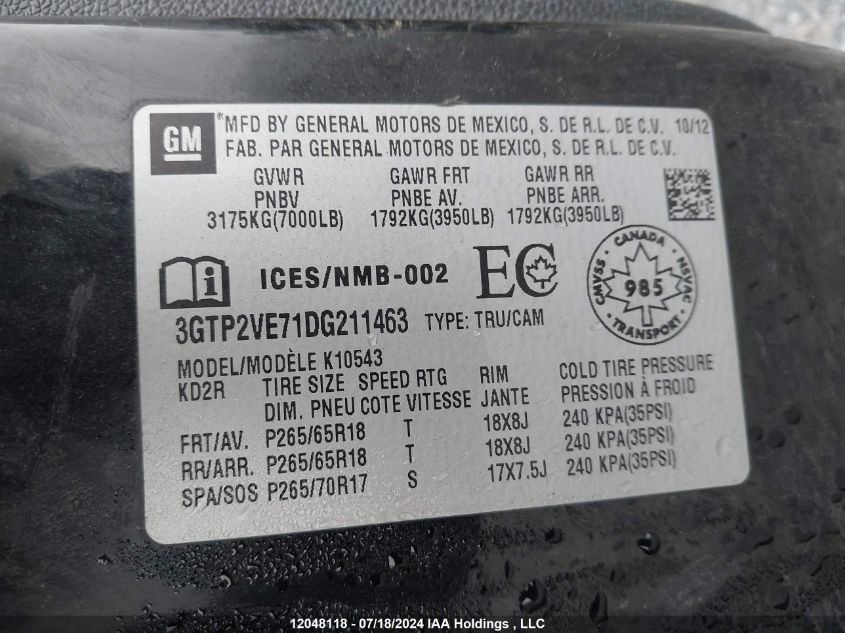 GM
®MFD BY GENERAL MOTORS DE MEXICO, S. DE R.L. DE C.V. 10/12
FAB. PAR GENERAL MOTORS DE MEXICO, S. DE R.L. DE C.V.
GVWR GAWR FRT GAWR RR
PNBV PNBE AV. PNBE ARR.
3175KG(7000LB) 1792KG(3950LB) 1792KG(3950LB)
i ICES/NMB-002 EC
CANADA CMVSS NSVAC 985 TRANSPORT
3GTP2VE71DG211463 TYPE: TRU/CAM
MODEL/MODÈLE K10543
KD2R TIRE SIZE SPEED RTG RIM COLD TIRE PRESSURE
DIM. PNEU COTE VITESSE JANTE PRESSION À FROID
FRT/AV. P265/65R18 T 18X8J 240 KPA(35PSI)
RR/ARR. P265/65R18 T 18X8J 240 KPA(35PSI)
SPA/SOS P265/70R17 S 17X7.5J 240 KPA(35PSI)
12048118 - 07/18/2024 IAA Holdings, LLC